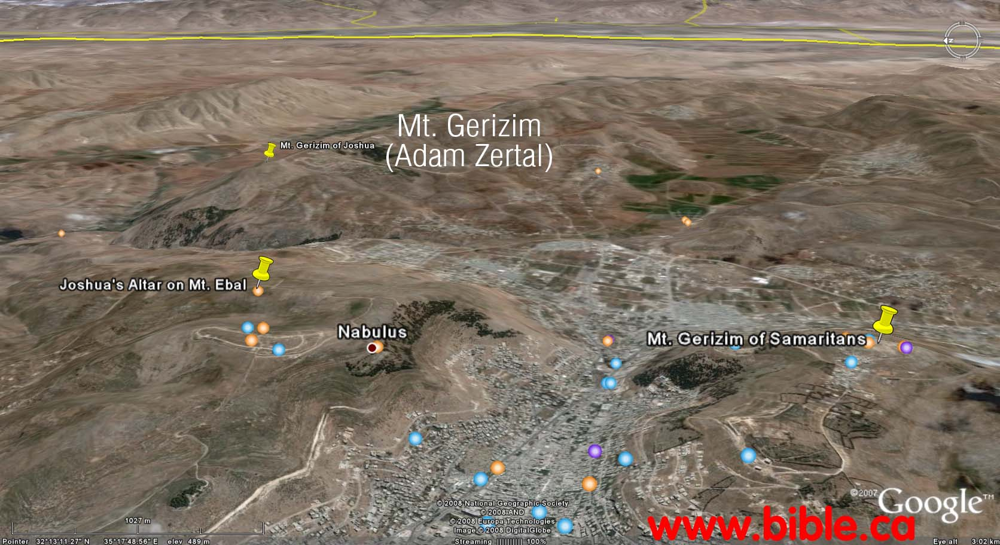 N
Mt. Gerizim
(Adam Zertal)
Mt. Gerizim of Joshua
Joshua's Altar on Mt. Ebal
Nabulus
Mt. Gerizim of Samaritans
©2007 Google™
© 2008 National Geographic Society
© 2008 AND
© 2008 Europa Technologies
Image © 2008 DigitalGlobe
www.bible.ca
1027 m
Pointer 32°13'11.27" N 35°17'48.56" E elev 489 m
Streaming |||||||||| 100%
Eye alt 3.02 km